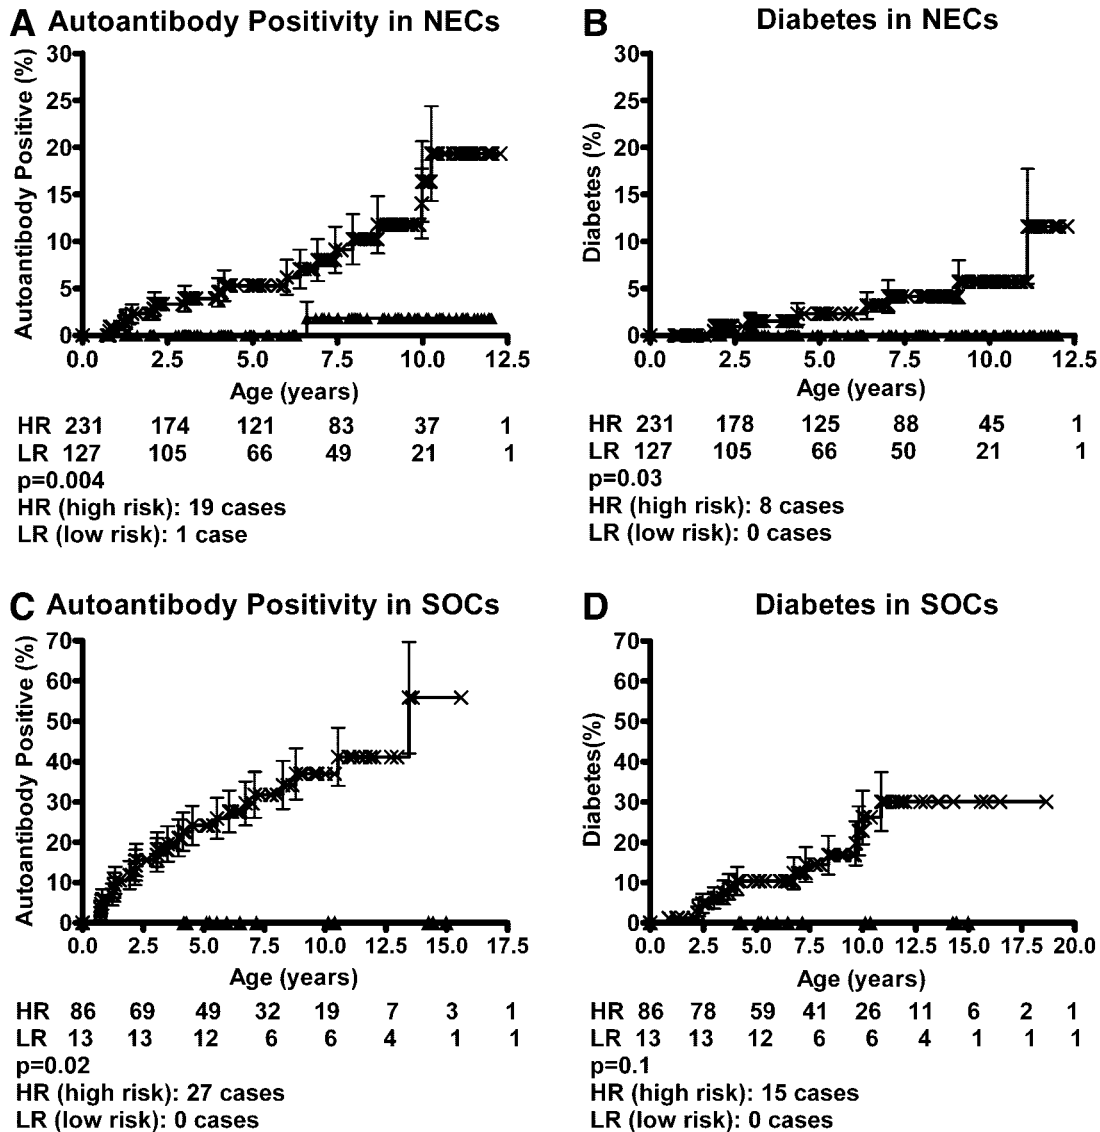 A Autoantibody Positivity in NECs
Autoantibody Positive (%)
30
25
20
15
10
5
0
0.0 2.5 5.0 7.5 10.0 12.5
Age (years)
HR 231 174 121 83 37 1
LR 127 105 66 49 21 1
p=0.004
HR (high risk): 19 cases
LR (low risk): 1 case
B Diabetes in NECs
Diabetes (%)
30
25
20
15
10
5
0
0.0 2.5 5.0 7.5 10.0 12.5
Age (years)
HR 231 178 125 88 45 1
LR 127 105 66 50 21 1
p=0.03
HR (high risk): 8 cases
LR (low risk): 0 cases
C Autoantibody Positivity in SOCs
Autoantibody Positive (%)
70
60
50
40
30
20
10
0
0.0 2.5 5.0 7.5 10.0 12.5 15.0 17.5
Age (years)
HR 86 69 49 32 19 7 3 1
LR 13 13 12 6 6 4 1 1
p=0.02
HR (high risk): 27 cases
LR (low risk): 0 cases
D Diabetes in SOCs
Diabetes(%)
70
60
50
40
30
20
10
0
0.0 2.5 5.0 7.5 10.0 12.5 15.0 17.5 20.0
Age (years)
HR 86 78 59 41 26 11 6 2 1
LR 13 13 12 6 6 4 1 1 1
p=0.1
HR (high risk): 15 cases
LR (low risk): 0 cases